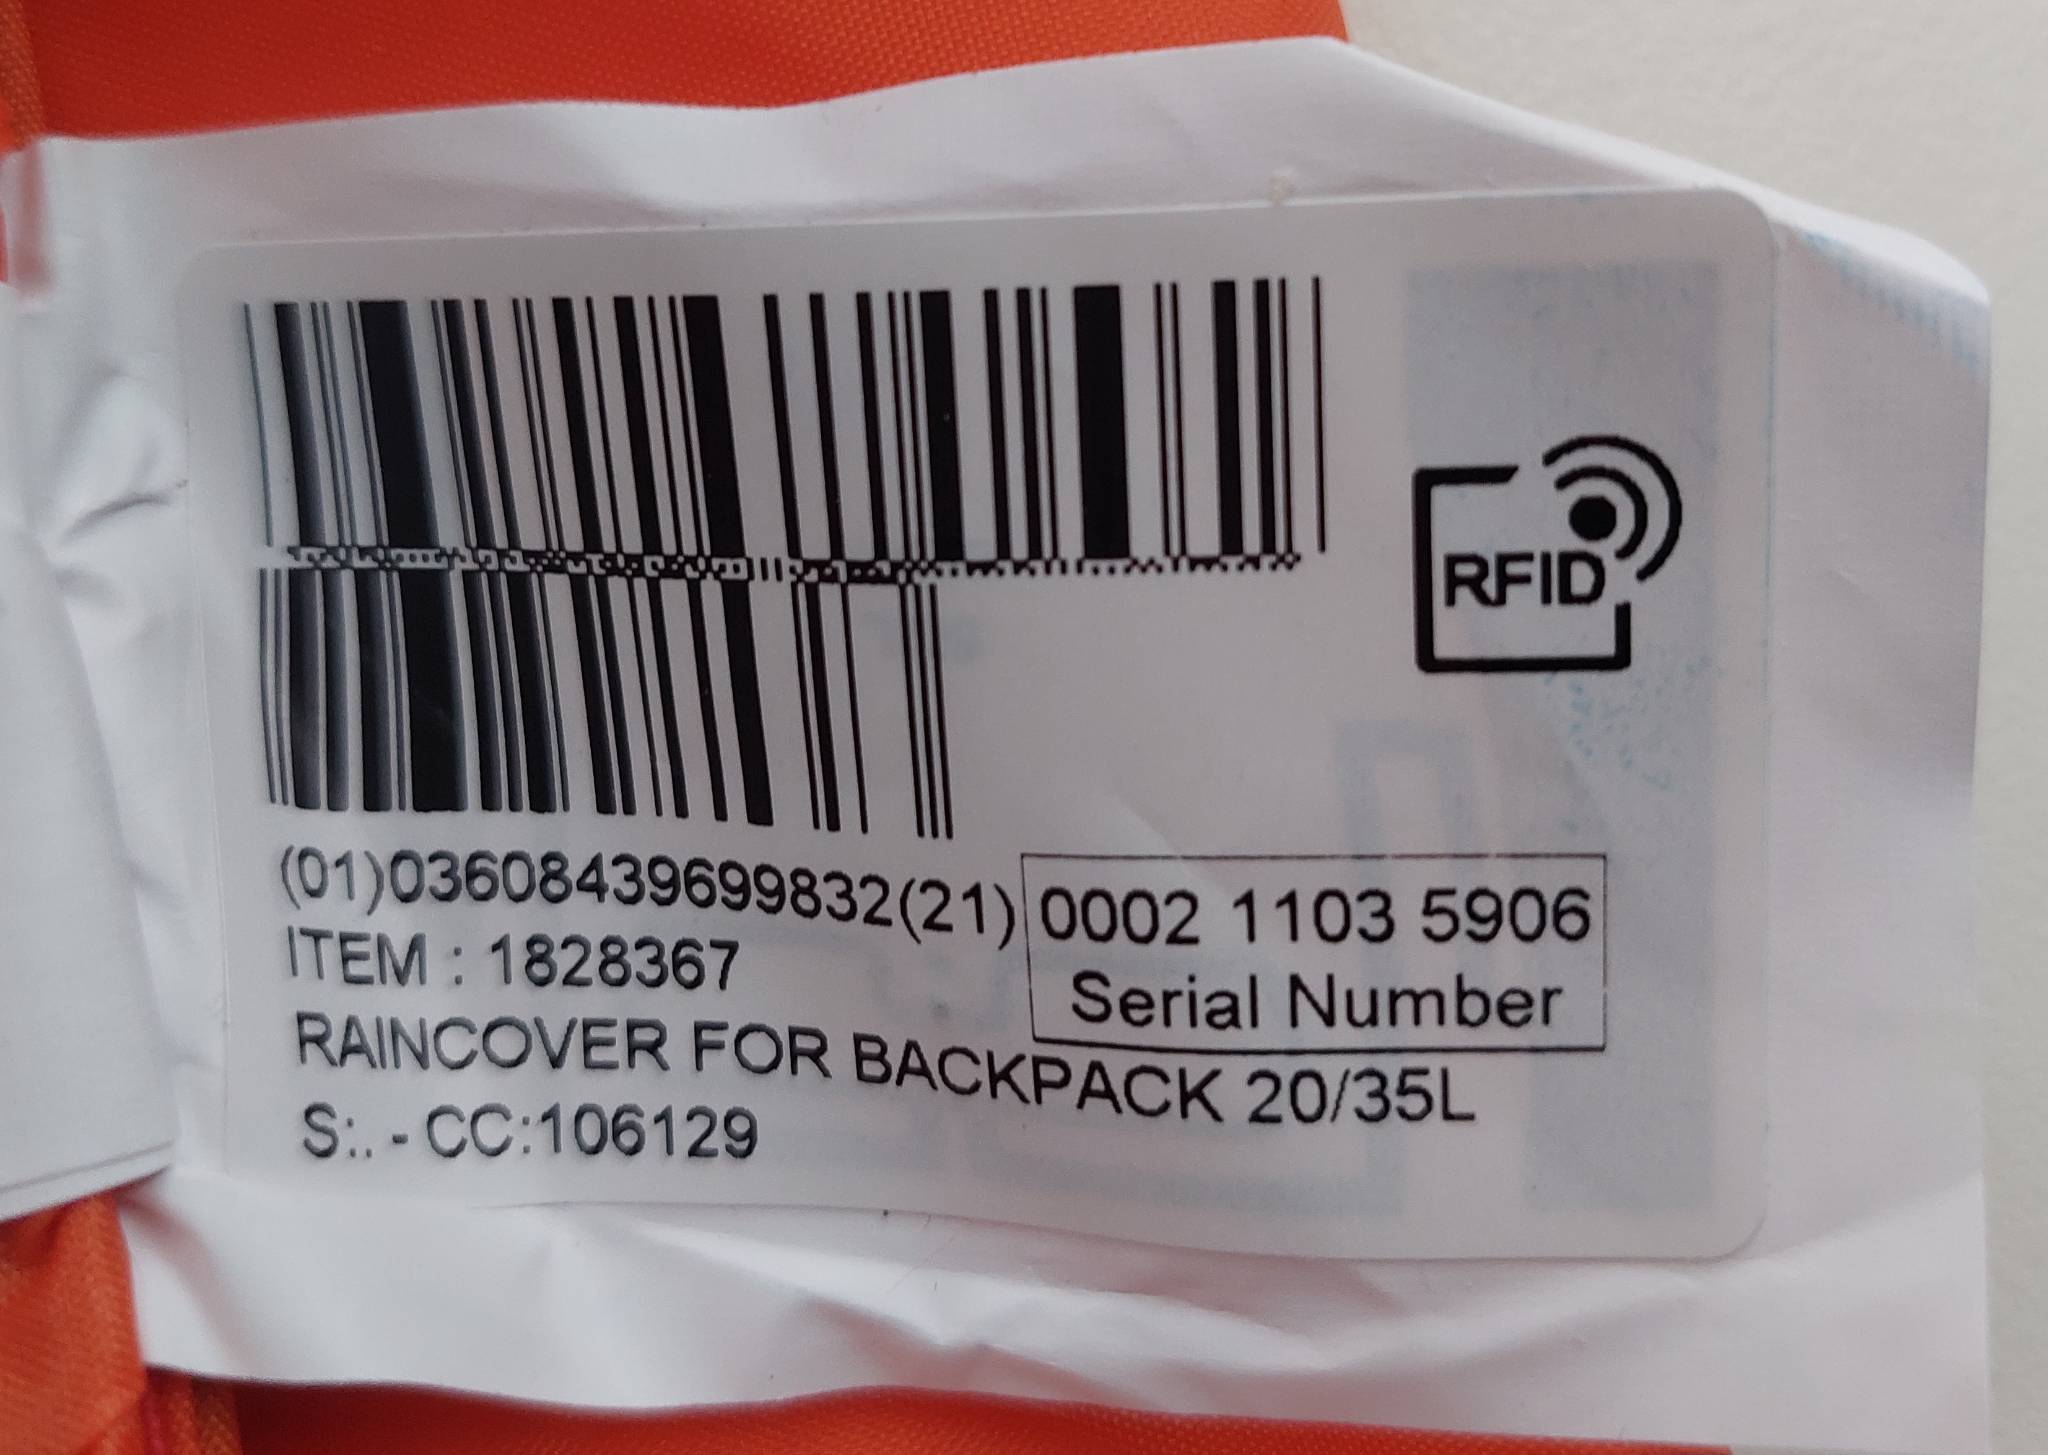 RFID
(01)03608439699832(21) 0002 1103 5906
Serial Number
ITEM : 1828367
RAINCOVER FOR BACKPACK 20/35L
S:. - CC:106129